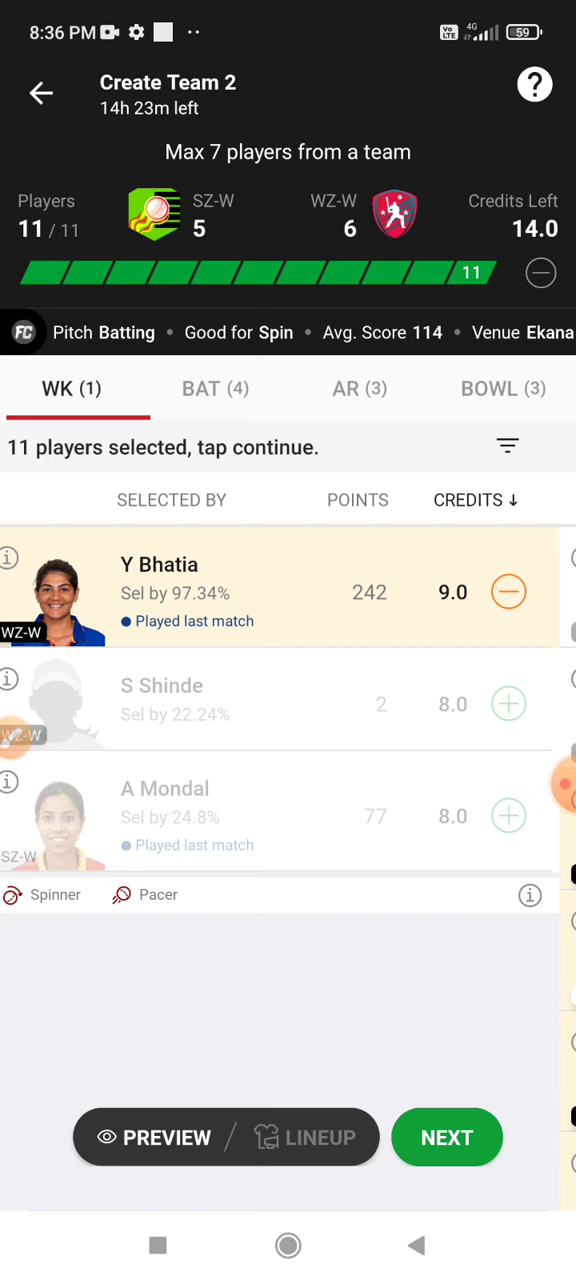 8:36 PM
Vo LTE 4G 59
Create Team 2
14h 23m left
?
Max 7 players from a team
Players SZ-W WZ-W Credits Left
11 / 11 5 6 14.0
11
FC Pitch Batting • Good for Spin • Avg. Score 114 • Venue Ekana
WK (1) BAT (4) AR (3) BOWL (3)
11 players selected, tap continue.
SELECTED BY POINTS CREDITS ↓
Y Bhatia
Sel by 97.34% 242 9.0
Played last match
WZ-W
S Shinde
Sel by 22.24% 2 8.0
WZ-W
A Mondal
Sel by 24.8% 77 8.0
Played last match
SZ-W
Spinner Pacer
PREVIEW / LINEUP NEXT